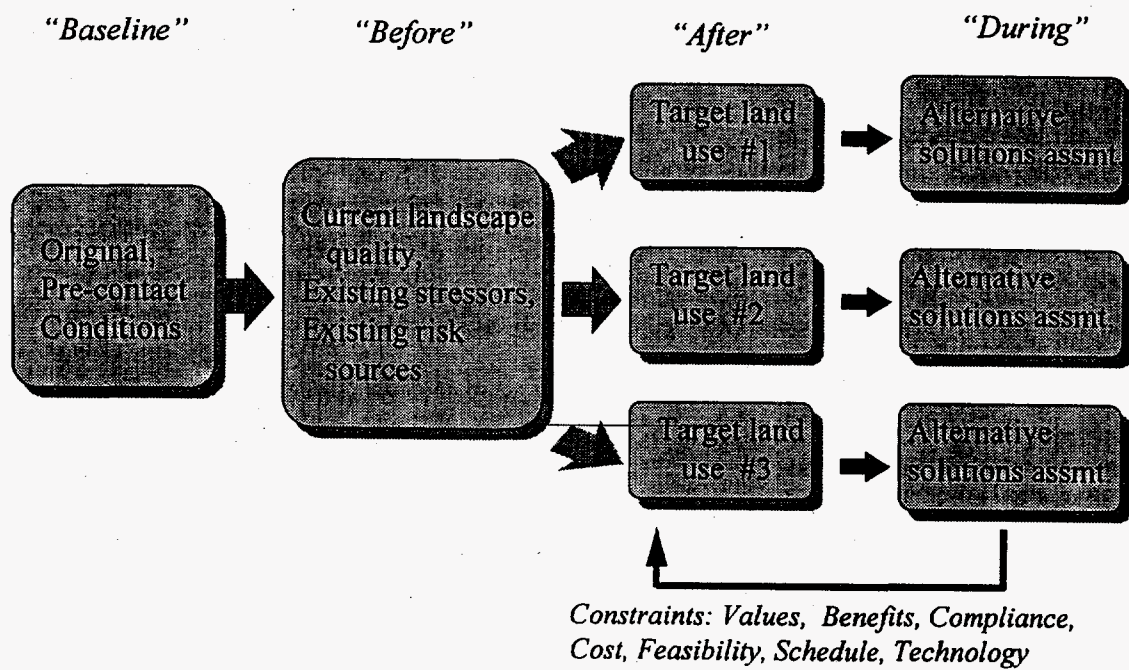 "Baseline"
"Before"
"After"
"During"
Original,
Pre-contact
Conditions
Current landscape
quality,
Existing stressors,
Existing risk
sources
Target land
use #1
Alternative
solutions assmt.
Target land
use #2
Alternative
solutions assmt.
Target land
use #3
Alternative
solutions assmt.
Constraints: Values, Benefits, Compliance,
Cost, Feasibility, Schedule, Technology